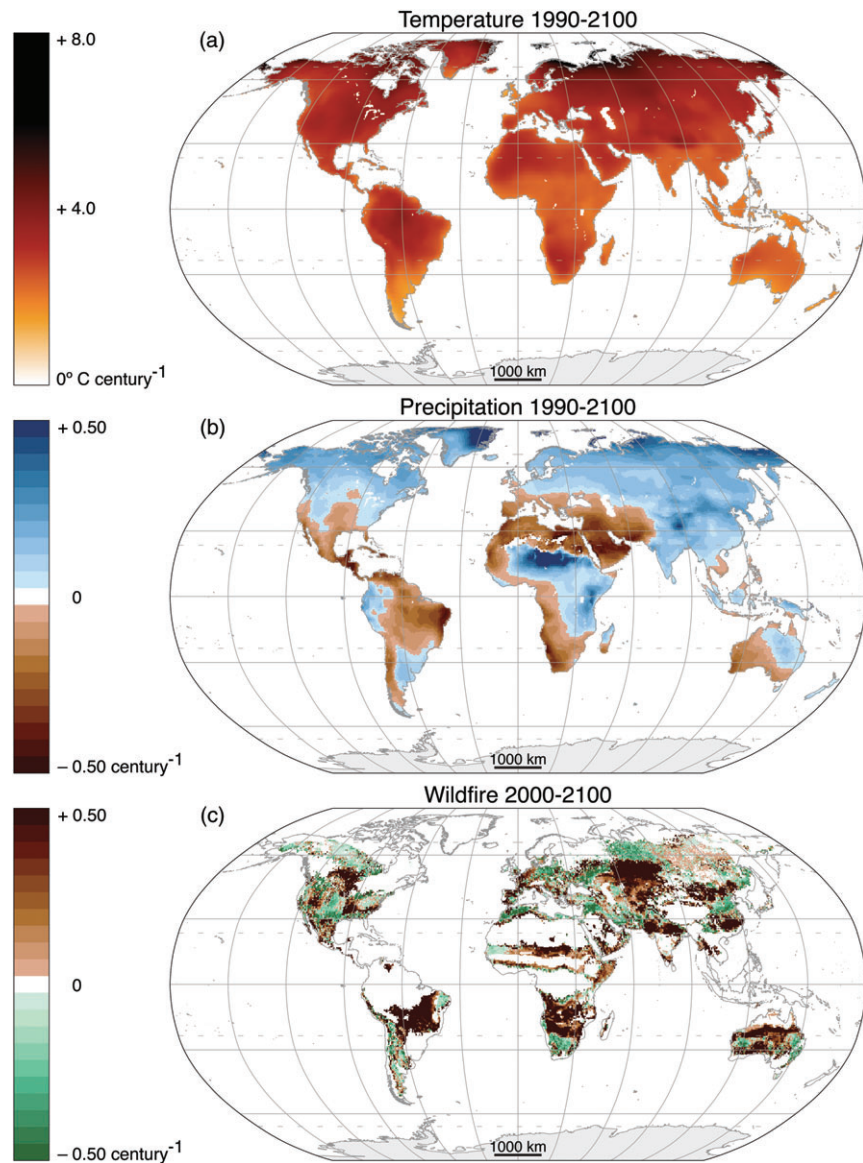 Temperature 1990-2100
(a)
+ 8.0
+ 4.0
0º C century-1
1000 km
Precipitation 1990-2100
(b)
+ 0.50
0
– 0.50 century-1
1000 km
Wildfire 2000-2100
(c)
+ 0.50
0
– 0.50 century-1
1000 km